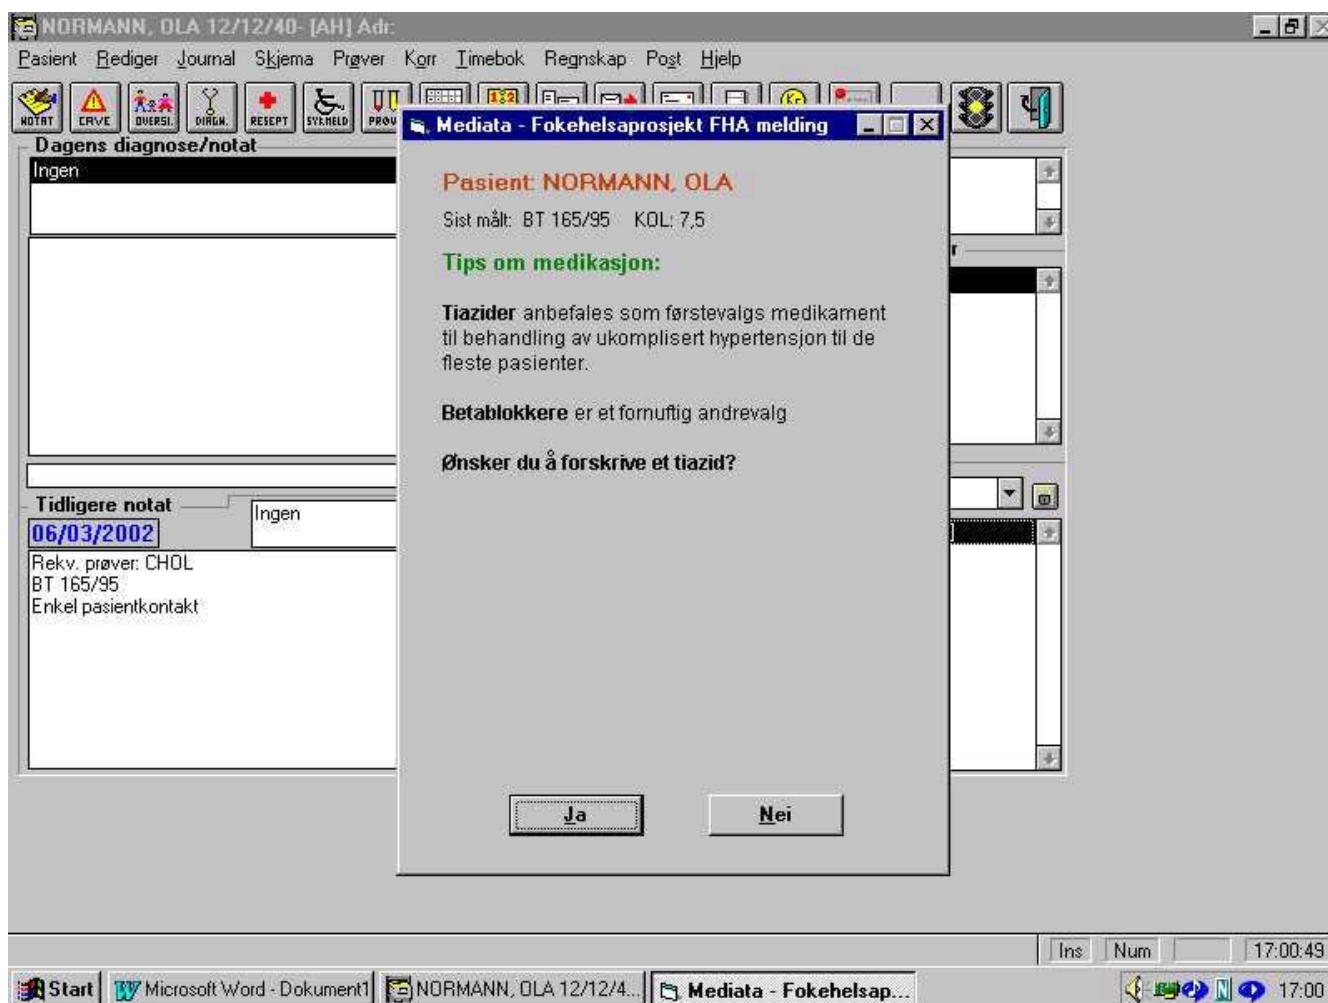 NORMANN, OLA 12/12/40- [AH] Adr:
Pasient Rediger Journal Skjema Prøver Korr Timebok Regnskap Post Hjelp
NOTAT CAVE OVERSI. DIAGN. RESEPT SYKMELD
Dagens diagnose/notat
Ingen
Tidligere notat
06/03/2002
Ingen
Rekv. prøver: CHOL
BT 165/95
Enkel pasientkontakt
Mediata - Fokehelsaprosjekt FHA melding
Pasient: NORMANN, OLA
Sist målt: BT 165/95 KOL: 7,5
Tips om medikasjon:
Tiazider anbefales som førstevalgs medikament
til behandling av ukomplisert hypertensjon til de
fleste pasienter.
Betablokkere er et fornuftig andrevalg
Ønsker du å forskrive et tiazid?
Ja Nei
Ins Num 17:00:49
Start Microsoft Word - Dokument1 NORMANN, OLA 12/12/4... Mediata - Fokehelsap... 17:00